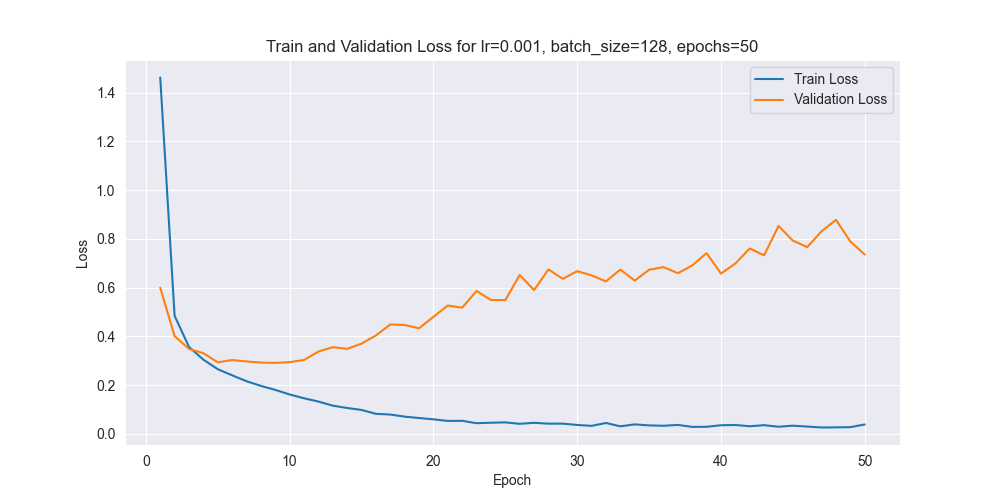 Train and Validation Loss for lr=0.001, batch_size=128, epochs=50
Train Loss
Validation Loss
Loss
1.4
1.2
1.0
0.8
0.6
0.4
0.2
0.0
0
10
20
30
40
50
Epoch